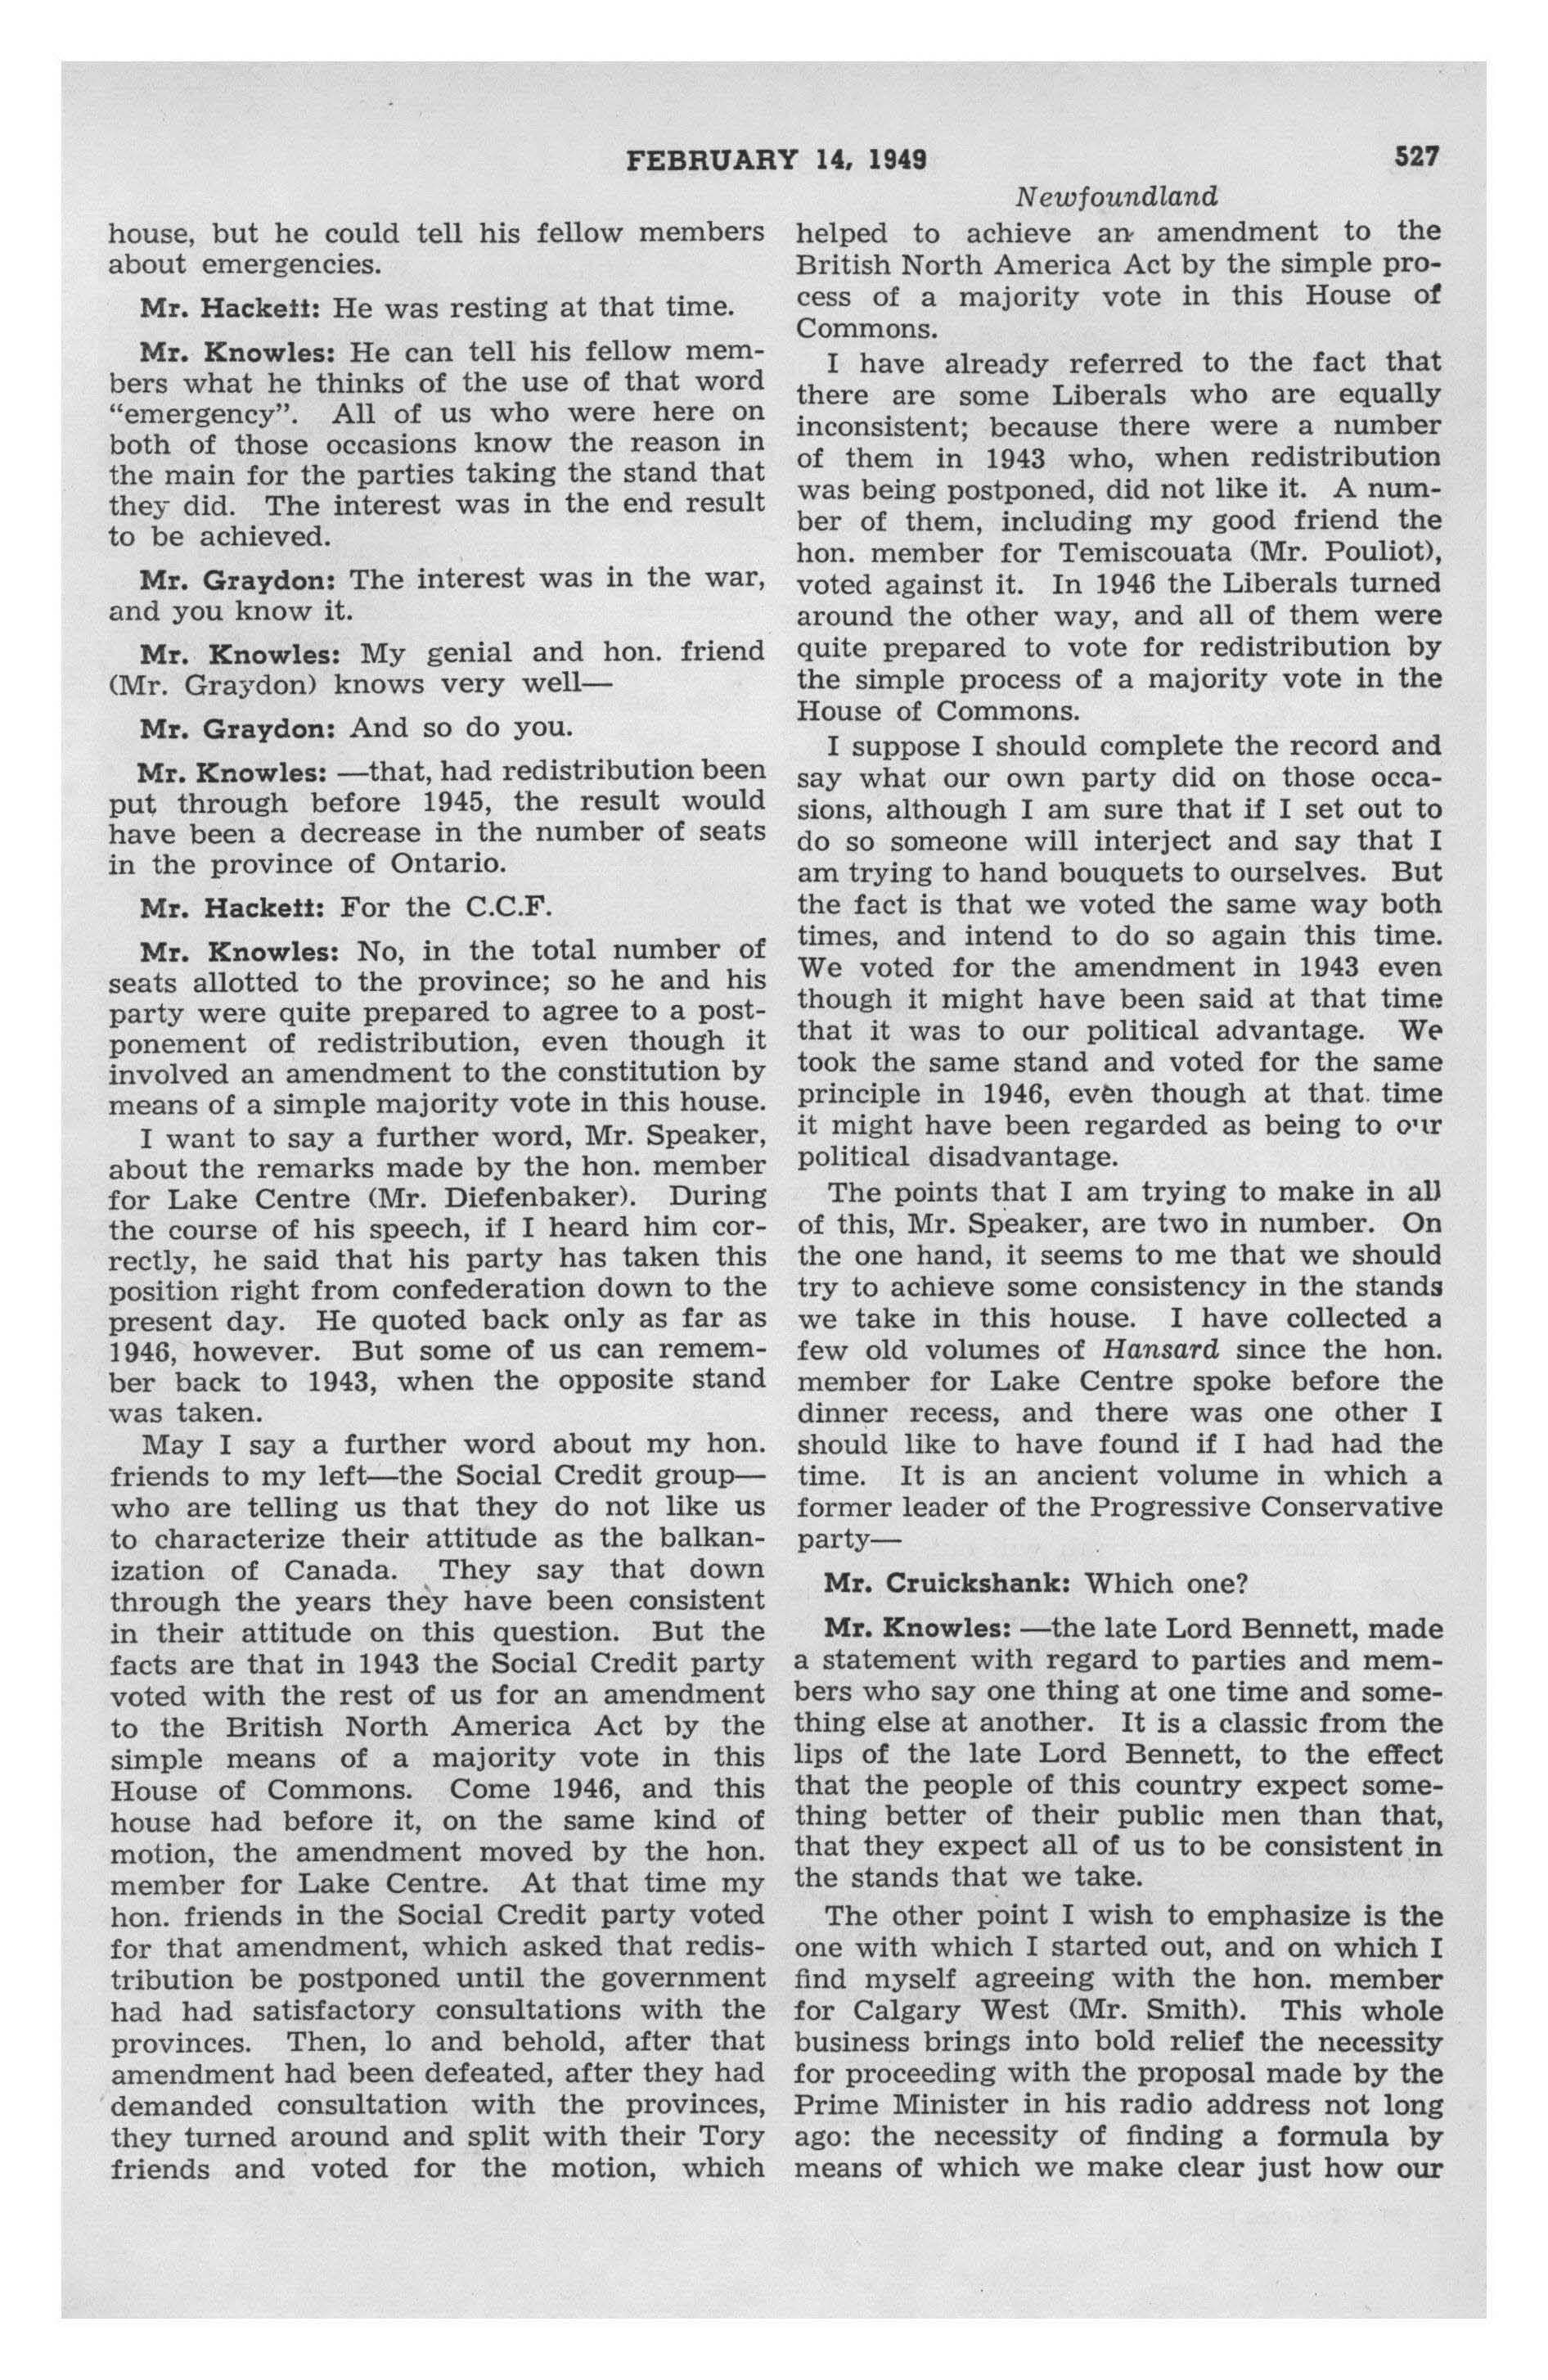 FEBRUARY 14, 1949
527
Newfoundland
house, but he could tell his fellow members
about emergencies.
Mr. Hackett: He was resting at that time.
Mr. Knowles: He can tell his fellow mem-
bers what he thinks of the use of that word
“emergency”. All of us who were here on
both of those occasions know the reason in
the main for the parties taking the stand that
they did. The interest was in the end result
to be achieved.
Mr. Graydon: The interest was in the war,
and you know it.
Mr. Knowles: My genial and hon. friend
(Mr. Graydon) knows very well—
Mr. Graydon: And so do you.
Mr. Knowles: —that, had redistribution been
put through before 1945, the result would
have been a decrease in the number of seats
in the province of Ontario.
Mr. Hackett: For the C.C.F.
Mr. Knowles: No, in the total number of
seats allotted to the province; so he and his
party were quite prepared to agree to a post-
ponement of redistribution, even though it
involved an amendment to the constitution by
means of a simple majority vote in this house.
I want to say a further word, Mr. Speaker,
about the remarks made by the hon. member
for Lake Centre (Mr. Diefenbaker). During
the course of his speech, if I heard him cor-
rectly, he said that his party has taken this
position right from confederation down to the
present day. He quoted back only as far as
1946, however. But some of us can remem-
ber back to 1943, when the opposite stand
was taken.
May I say a further word about my hon.
friends to my left—the Social Credit group—
who are telling us that they do not like us
to characterize their attitude as the balkan-
ization of Canada. They say that down
through the years they have been consistent
in their attitude on this question. But the
facts are that in 1943 the Social Credit party
voted with the rest of us for an amendment
to the British North America Act by the
simple means of a majority vote in this
House of Commons. Come 1946, and this
house had before it, on the same kind of
motion, the amendment moved by the hon.
member for Lake Centre. At that time my
hon. friends in the Social Credit party voted
for that amendment, which asked that redis-
tribution be postponed until the government
had had satisfactory consultations with the
provinces. Then, lo and behold, after that
amendment had been defeated, after they had
demanded consultation with the provinces,
they turned around and split with their Tory
friends and voted for the motion, which
helped to achieve an amendment to the
British North America Act by the simple pro-
cess of a majority vote in this House of
Commons.
I have already referred to the fact that
there are some Liberals who are equally
inconsistent; because there were a number
of them in 1943 who, when redistribution
was being postponed, did not like it. A num-
ber of them, including my good friend the
hon. member for Temiscouata (Mr. Pouliot),
voted against it. In 1946 the Liberals turned
around the other way, and all of them were
quite prepared to vote for redistribution by
the simple process of a majority vote in the
House of Commons.
I suppose I should complete the record and
say what our own party did on those occa-
sions, although I am sure that if I set out to
do so someone will interject and say that I
am trying to hand bouquets to ourselves. But
the fact is that we voted the same way both
times, and intend to do so again this time.
We voted for the amendment in 1943 even
though it might have been said at that time
that it was to our political advantage. We
took the same stand and voted for the same
principle in 1946, even though at that time
it might have been regarded as being to our
political disadvantage.
The points that I am trying to make in all
of this, Mr. Speaker, are two in number. On
the one hand, it seems to me that we should
try to achieve some consistency in the stands
we take in this house. I have collected a
few old volumes of Hansard since the hon.
member for Lake Centre spoke before the
dinner recess, and there was one other I
should like to have found if I had had the
time. It is an ancient volume in which a
former leader of the Progressive Conservative
party—
Mr. Cruickshank: Which one?
Mr. Knowles: —the late Lord Bennett, made
a statement with regard to parties and mem-
bers who say one thing at one time and some-
thing else at another. It is a classic from the
lips of the late Lord Bennett, to the effect
that the people of this country expect some-
thing better of their public men than that,
that they expect all of us to be consistent in
the stands that we take.
The other point I wish to emphasize is the
one with which I started out, and on which I
find myself agreeing with the hon. member
for Calgary West (Mr. Smith). This whole
business brings into bold relief the necessity
for proceeding with the proposal made by the
Prime Minister in his radio address not long
ago: the necessity of finding a formula by
means of which we make clear just how our